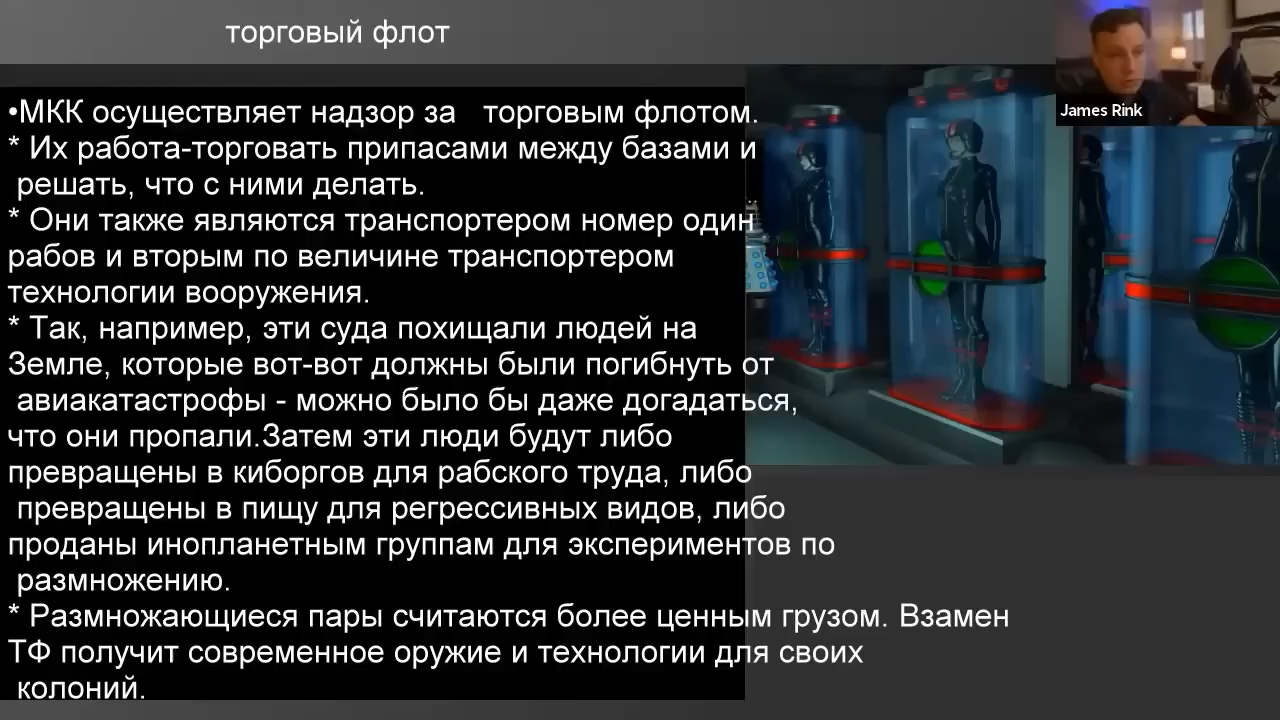 торговый флот
James Rink
•МКК осуществляет надзор за торговым флотом.
* Их работа-торговать припасами между базами и
решать, что с ними делать.
* Они также являются транспортером номер один
рабов и вторым по величине транспортером
технологии вооружения.
* Так, например, эти суда похищали людей на
Земле, которые вот-вот должны были погибнуть от
авиакатастрофы - можно было бы даже догадаться,
что они пропали.Затем эти люди будут либо
превращены в киборгов для рабского труда, либо
превращены в пищу для регрессивных видов, либо
проданы инопланетным группам для экспериментов по
размножению.
* Размножающиеся пары считаются более ценным грузом. Взамен
ТФ получит современное оружие и технологии для своих
колоний.